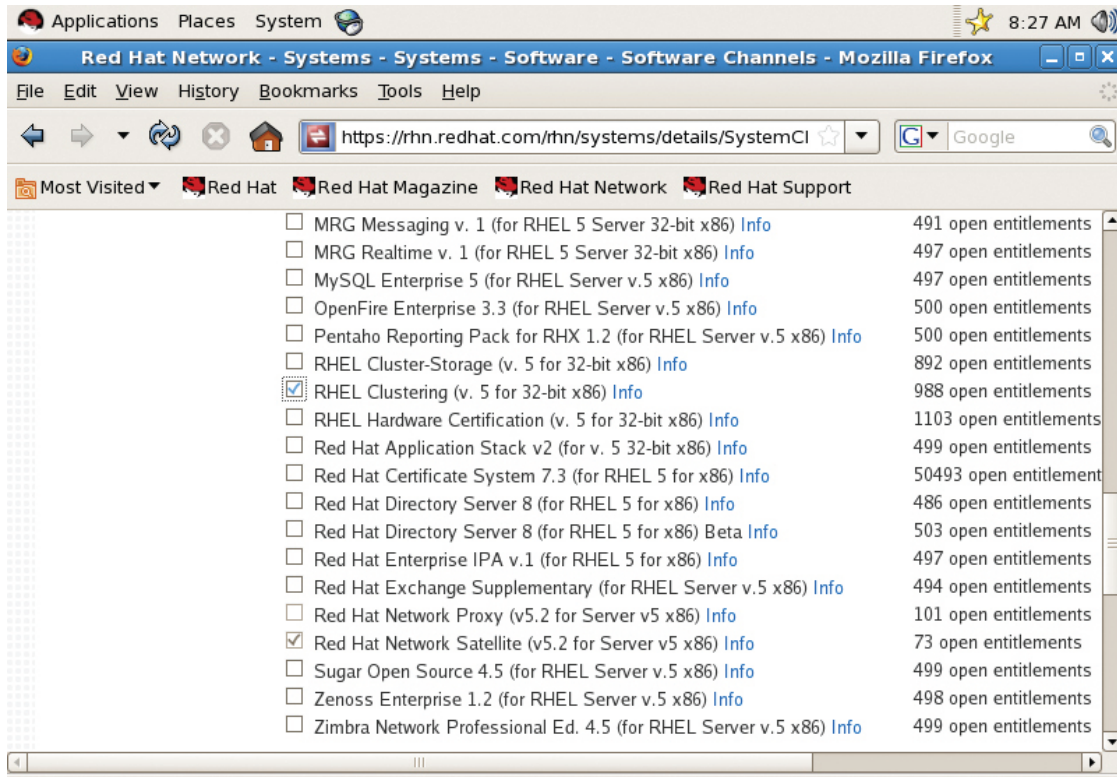 Applications Places System 8:27 AM
Red Hat Network - Systems - Systems - Software - Software Channels - Mozilla Firefox
File Edit View History Bookmarks Tools Help
https://rhn.redhat.com/rhn/systems/details/SystemCl G Google
Most Visited Red Hat Red Hat Magazine Red Hat Network Red Hat Support
MRG Messaging v. 1 (for RHEL 5 Server 32-bit x86) Info 491 open entitlements
MRG Realtime v. 1 (for RHEL 5 Server 32-bit x86) Info 497 open entitlements
MySQL Enterprise 5 (for RHEL Server v.5 x86) Info 497 open entitlements
OpenFire Enterprise 3.3 (for RHEL Server v.5 x86) Info 500 open entitlements
Pentaho Reporting Pack for RHX 1.2 (for RHEL Server v.5 x86) Info 500 open entitlements
RHEL Cluster-Storage (v. 5 for 32-bit x86) Info 892 open entitlements
RHEL Clustering (v. 5 for 32-bit x86) Info 988 open entitlements
RHEL Hardware Certification (v. 5 for 32-bit x86) Info 1103 open entitlements
Red Hat Application Stack v2 (for v. 5 32-bit x86) Info 499 open entitlements
Red Hat Certificate System 7.3 (for RHEL 5 for x86) Info 50493 open entitlement
Red Hat Directory Server 8 (for RHEL 5 for x86) Info 486 open entitlements
Red Hat Directory Server 8 (for RHEL 5 for x86) Beta Info 503 open entitlements
Red Hat Enterprise IPA v.1 (for RHEL 5 for x86) Info 497 open entitlements
Red Hat Exchange Supplementary (for RHEL Server v.5 x86) Info 494 open entitlements
Red Hat Network Proxy (v5.2 for Server v5 x86) Info 101 open entitlements
Red Hat Network Satellite (v5.2 for Server v5 x86) Info 73 open entitlements
Sugar Open Source 4.5 (for RHEL Server v.5 x86) Info 499 open entitlements
Zenoss Enterprise 1.2 (for RHEL Server v.5 x86) Info 498 open entitlements
Zimbra Network Professional Ed. 4.5 (for RHEL Server v.5 x86) Info 499 open entitlements